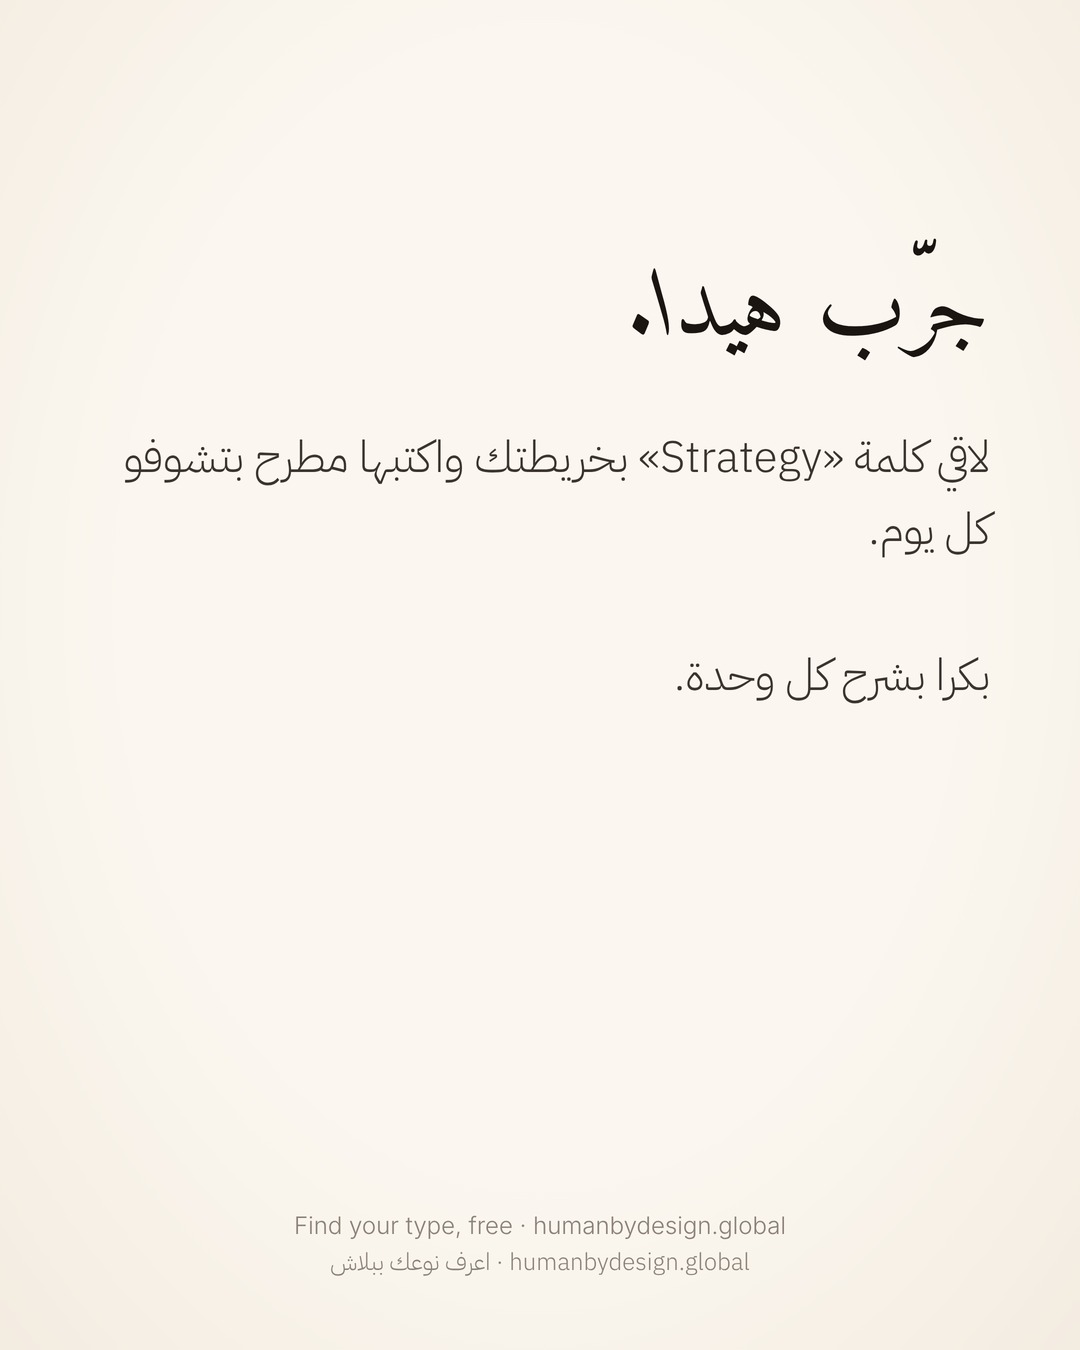 جرّب هيدا.
لاقي كلمة «Strategy» بخريطتك واكتبها مطرح بتشوفو
كل يوم.
بكرا بشرح كل وحدة.
Find your type, free · humanbydesign.global
اعرف نوعك ببلاش · humanbydesign.global